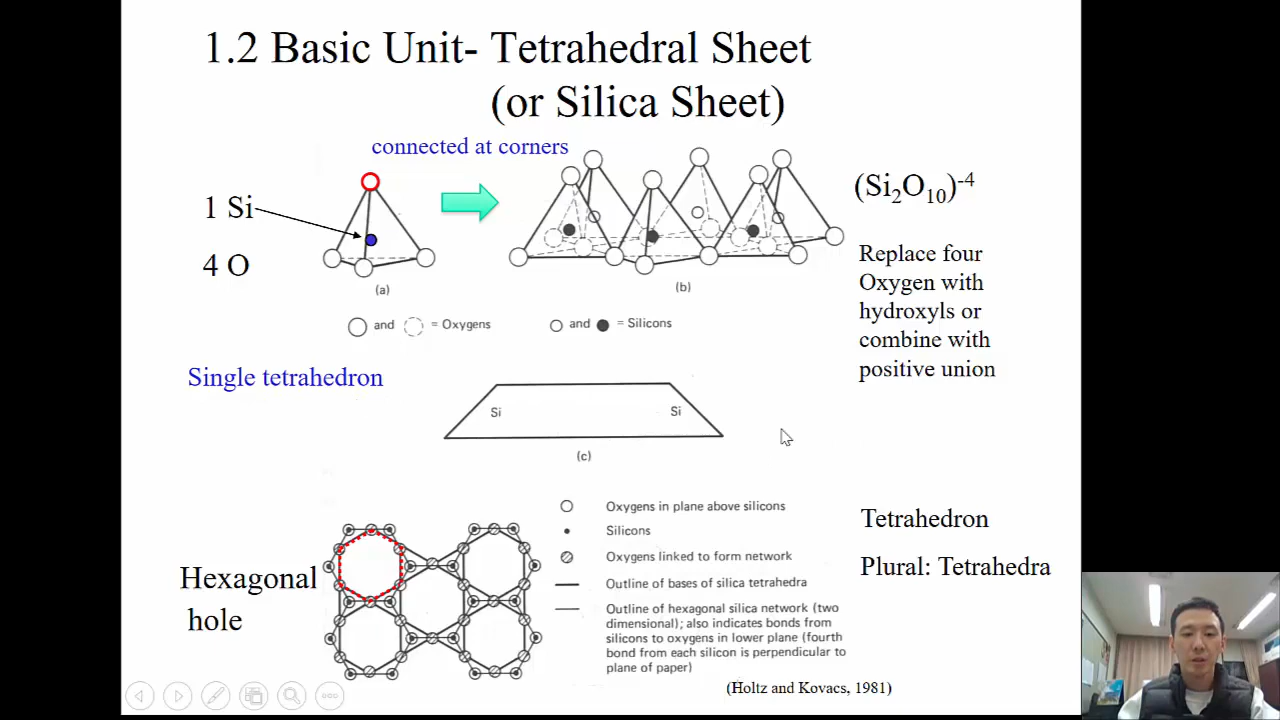 1.2 Basic Unit- Tetrahedral Sheet
(or Silica Sheet)
connected at corners
1 Si
4 O
(a)
(b)
(Si2O10)-4
Replace four
Oxygen with
hydroxyls or
combine with
positive union
and = Oxygens
and = Silicons
Single tetrahedron
Si Si
(c)
Hexagonal
hole
Oxygens in plane above silicons
Silicons
Oxygens linked to form network
Outline of bases of silica tetrahedra
Outline of hexagonal silica network (two
dimensional); also indicates bonds from
silicons to oxygens in lower plane (fourth
bond from each silicon is perpendicular to
plane of paper)
Tetrahedron
Plural: Tetrahedra
(Holtz and Kovacs, 1981)